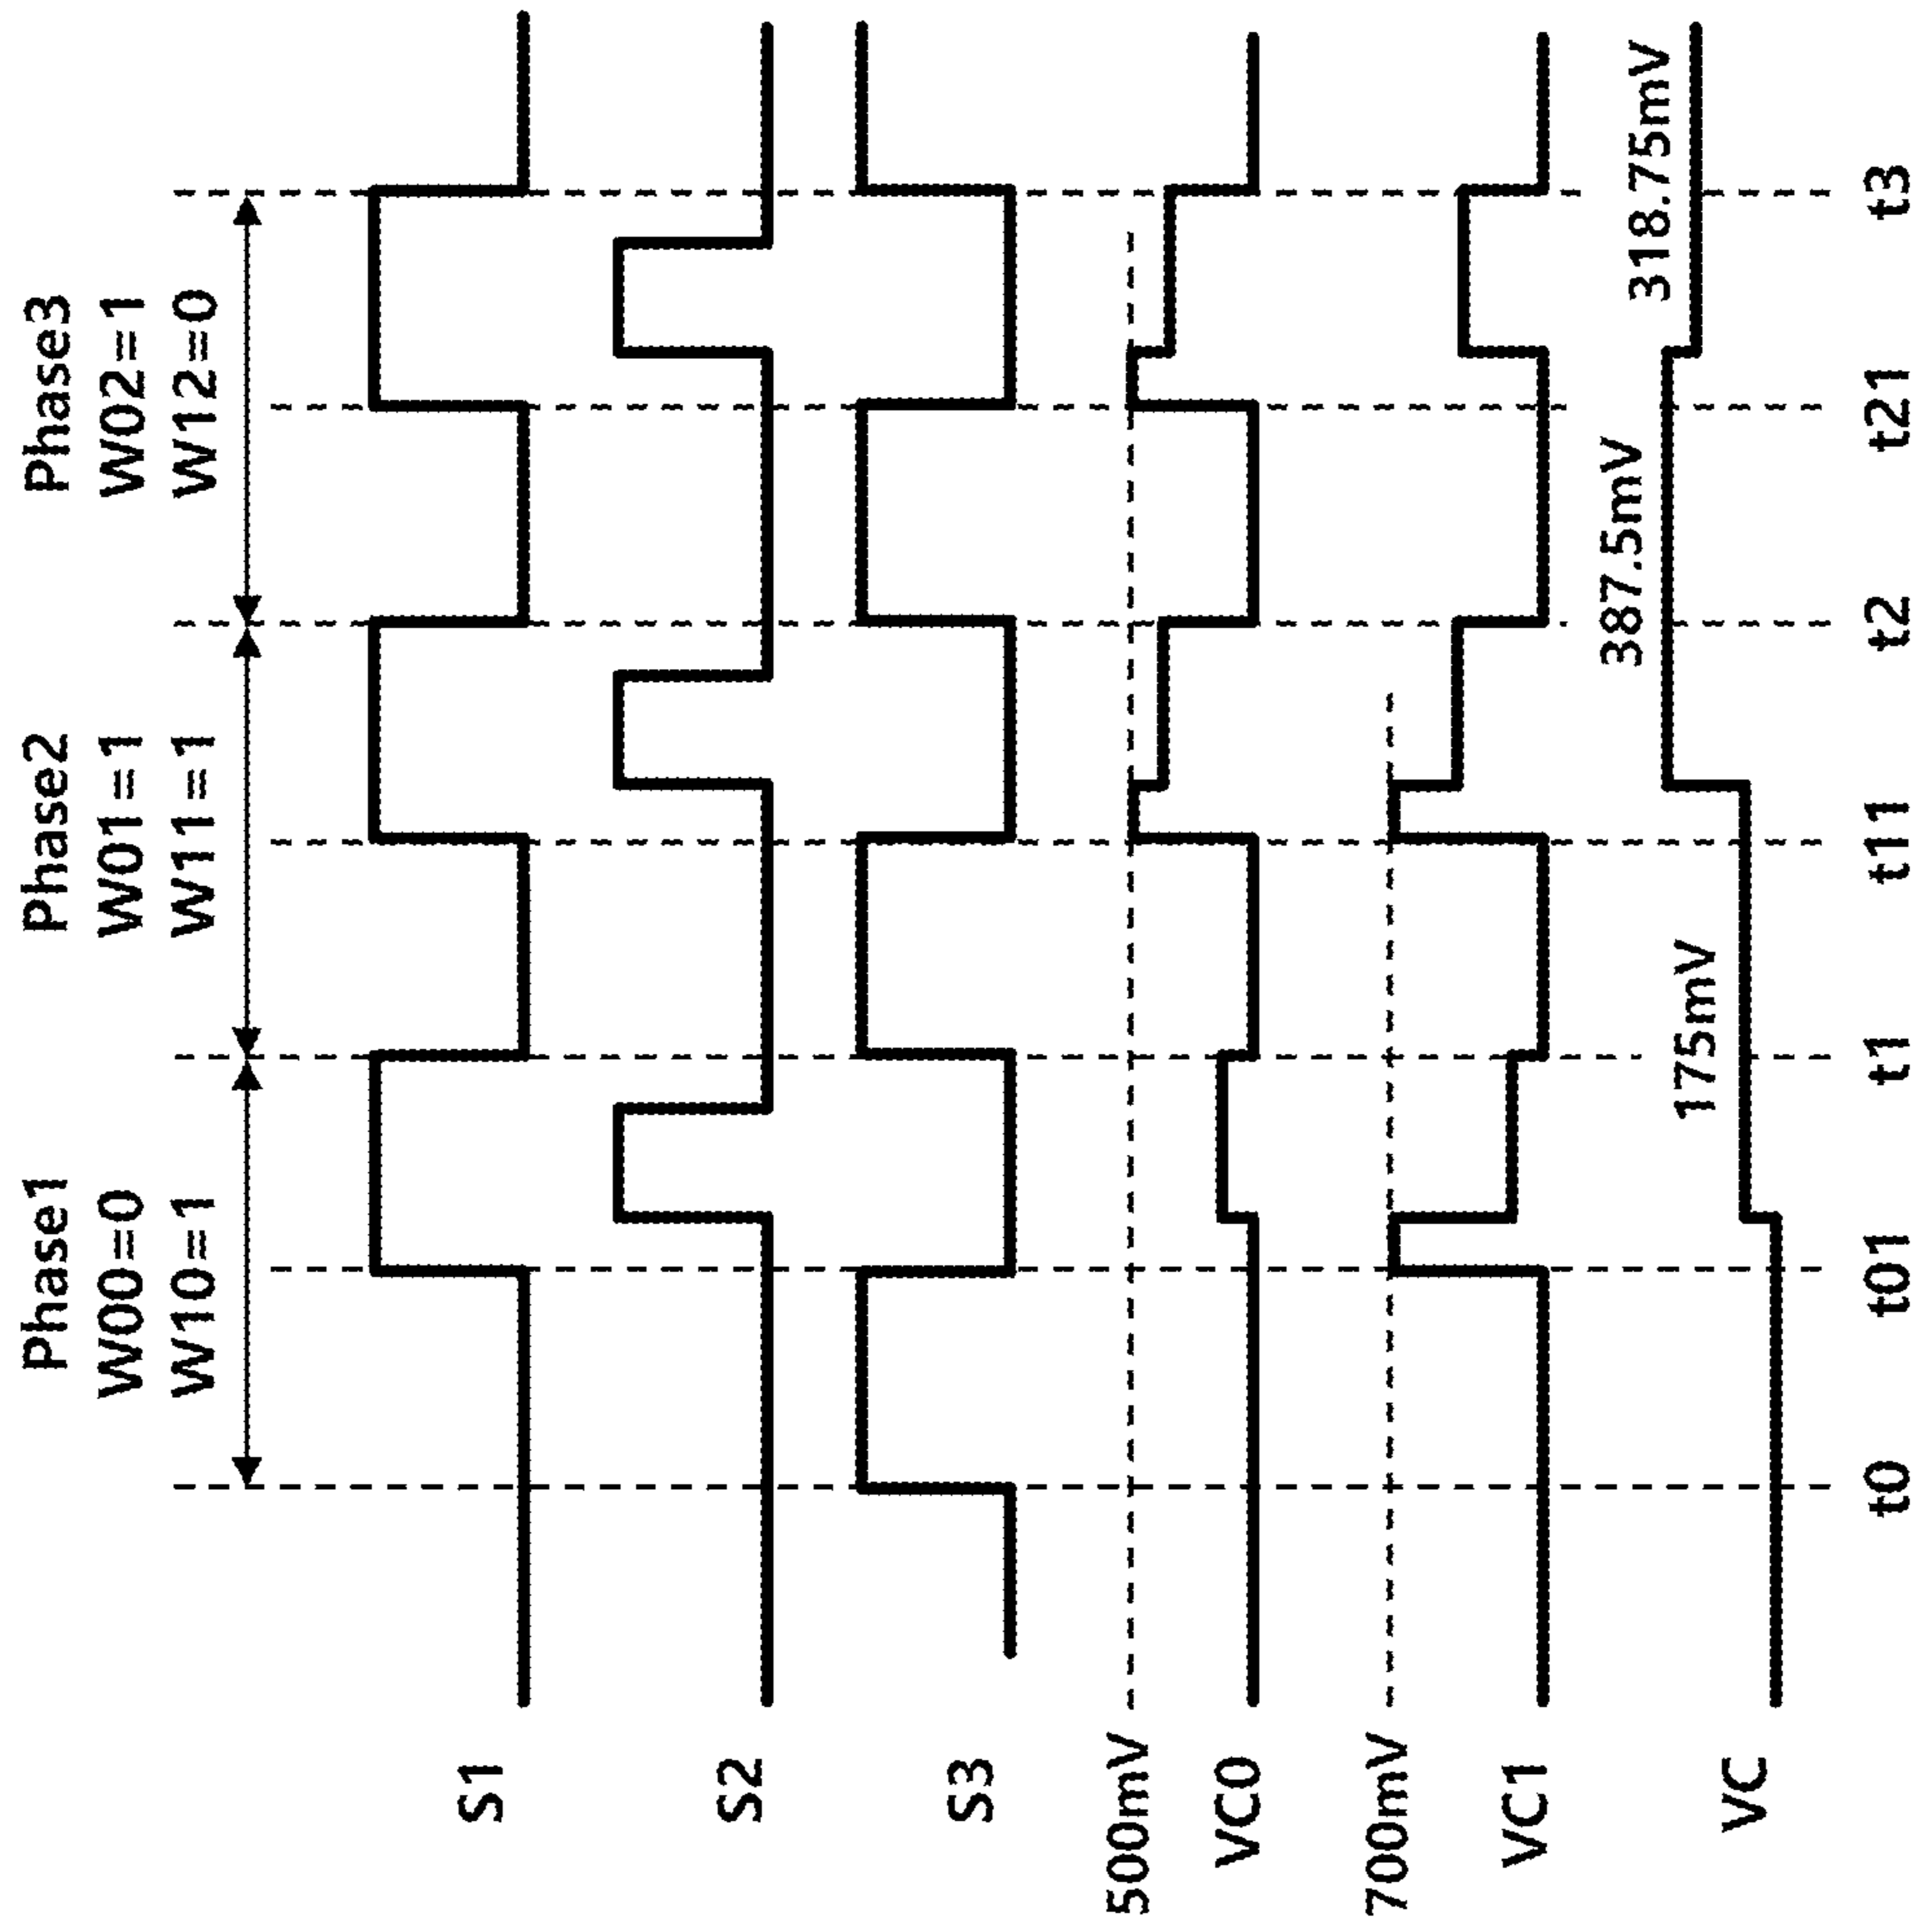 Phase1
W00=0
W10=1
Phase2
W01=1
W11=1
Phase3
W02=1
W12=0
S1
S2
S3
500mV
VC0
700mV
VC1
VC
175mV
387.5mV
318.75mV
t0
t01
t1
t11
t2
t21
t3